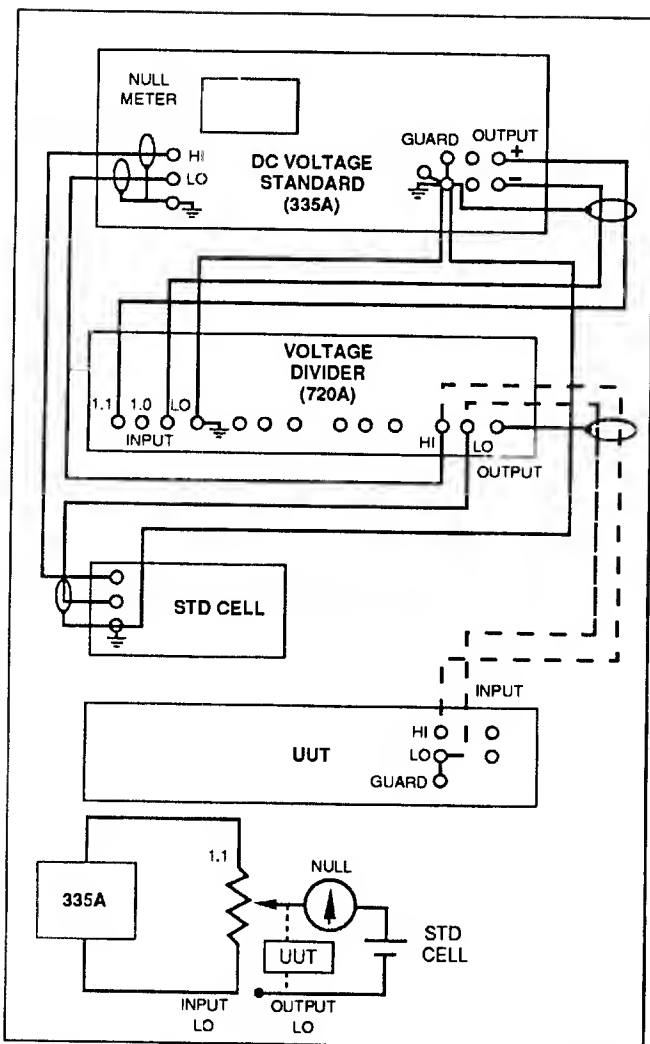 NULL
METER
GUARD
OUTPUT
+
HI
DC VOLTAGE
STANDARD
(335A)
−
LO
VOLTAGE
DIVIDER
(720A)
1.1
1.0
LO
INPUT
HI
LO
OUTPUT
STD CELL
INPUT
HI
UUT
LO
GUARD
1.1
NULL
335A
STD
CELL
UUT
INPUT
LO
OUTPUT
LO